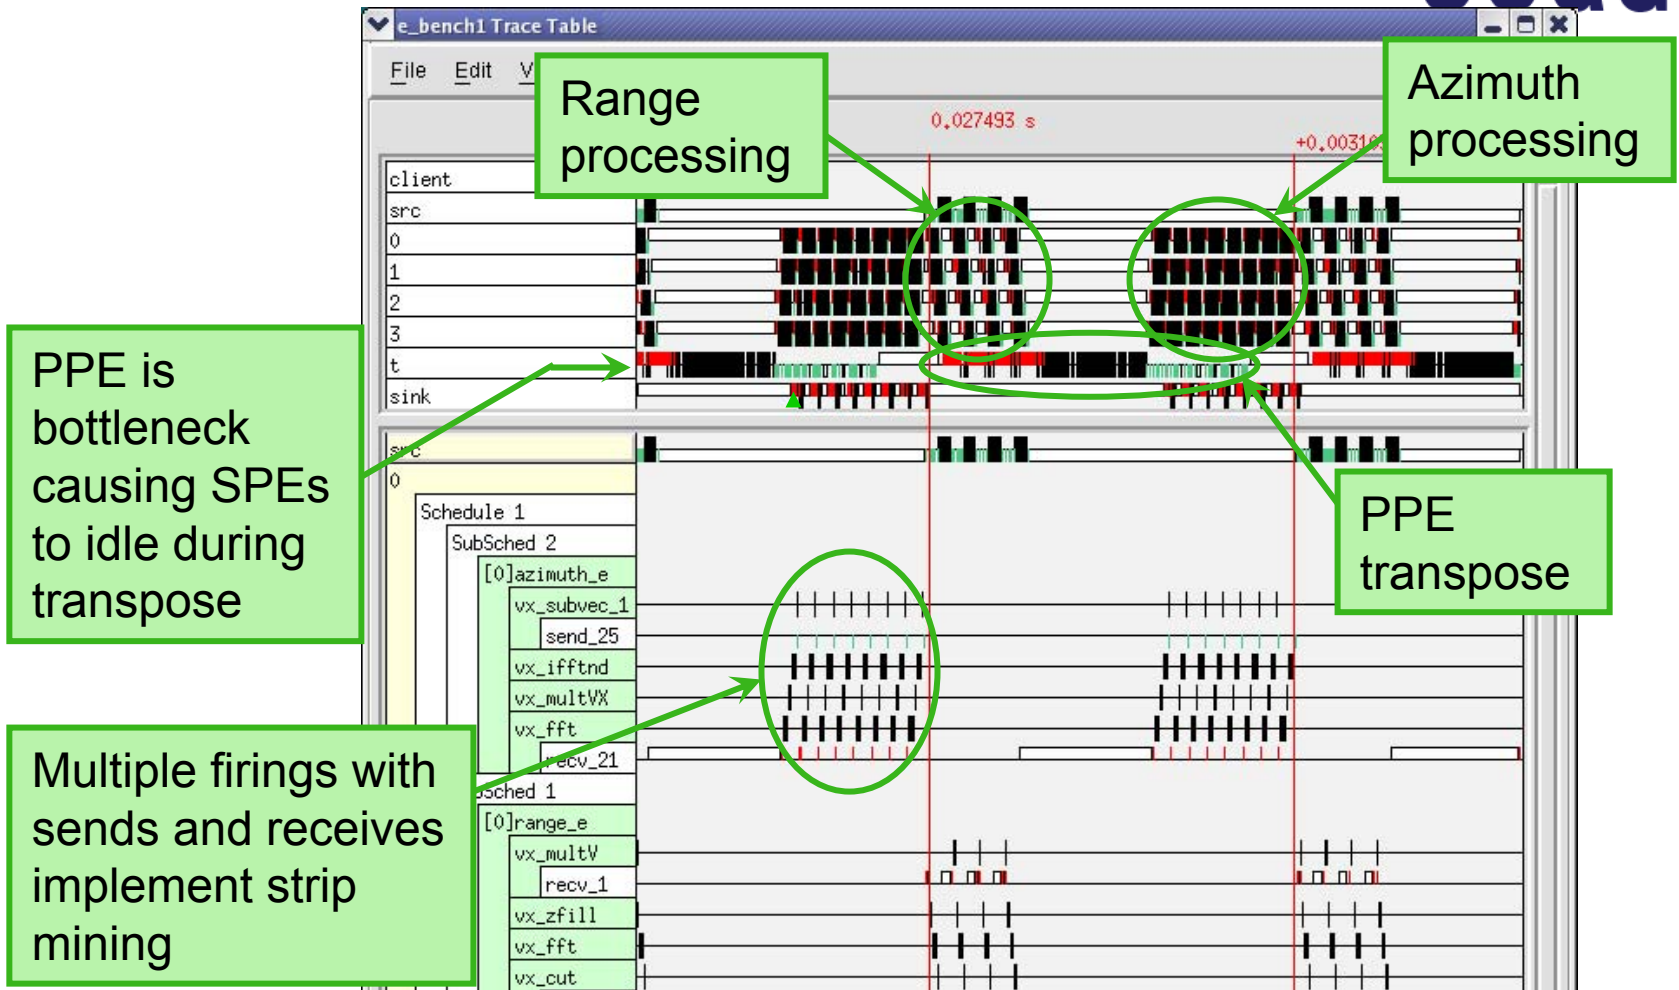 e_bench1 Trace Table
File Edit V
Range
processing
Azimuth
processing
0.027493 s
client
src
0
1
2
3
t
sink
PPE is
bottleneck
causing SPEs
to idle during
transpose
0
Schedule 1
SubSched 2
[0]azimuth_e
vx_subvec_1
send_25
vx_ifftnd
vx_multVX
vx_fft
recv_21
PPE
transpose
Multiple firings with
sends and receives
implement strip
mining
[0]range_e
vx_multV
recv_1
vx_zfill
vx_fft
vx_cut